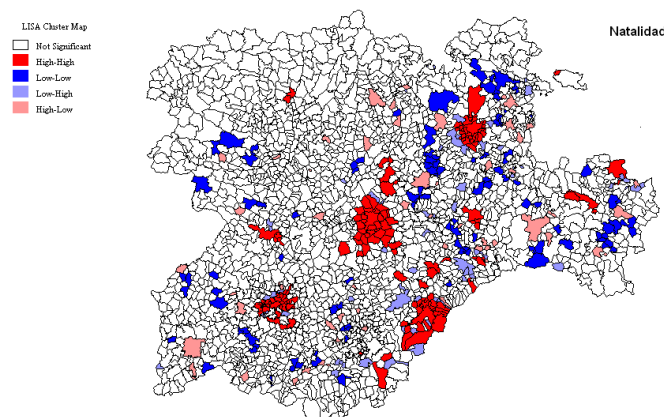 LISA Cluster Map
Natalidad
Not Significant
High-High
Low-Low
Low-High
High-Low